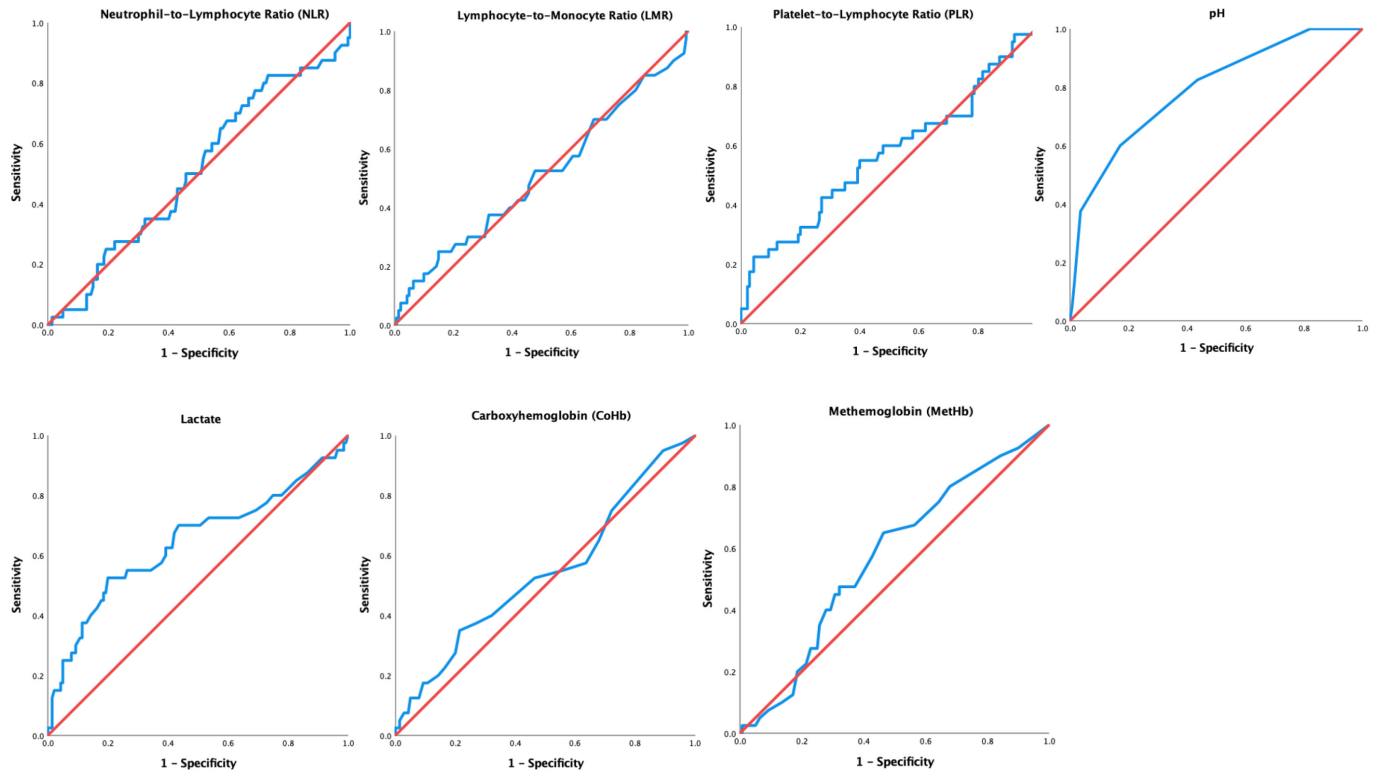 Neutrophil-to-Lymphocyte Ratio (NLR)
1.0
0.8
0.6
0.4
0.2
0.0
Sensitivity
0.0 0.2 0.4 0.6 0.8 1.0
1 - Specificity
Lymphocyte-to-Monocyte Ratio (LMR)
1.0
0.8
0.6
0.4
0.2
0.0
Sensitivity
0.0 0.2 0.4 0.6 0.8 1.0
1 - Specificity
Platelet-to-Lymphocyte Ratio (PLR)
1.0
0.8
0.6
0.4
0.2
0.0
Sensitivity
0.0 0.2 0.4 0.6 0.8
1 - Specificity
pH
1.0
0.8
0.6
0.4
0.2
0.0
Sensitivity
0.0 0.2 0.4 0.6 0.8 1.0
1 - Specificity
Lactate
1.0
0.8
0.6
0.4
0.2
0.0
Sensitivity
0.0 0.2 0.4 0.6 0.8 1.0
1 - Specificity
Carboxyhemoglobin (CoHb)
1.0
0.8
0.6
0.4
0.2
0.0
Sensitivity
0.0 0.2 0.4 0.6 0.8 1.0
1 - Specificity
Methemoglobin (MetHb)
1.0
0.8
0.6
0.4
0.2
0.0
Sensitivity
0.0 0.2 0.4 0.6 0.8 1.0
1 - Specificity